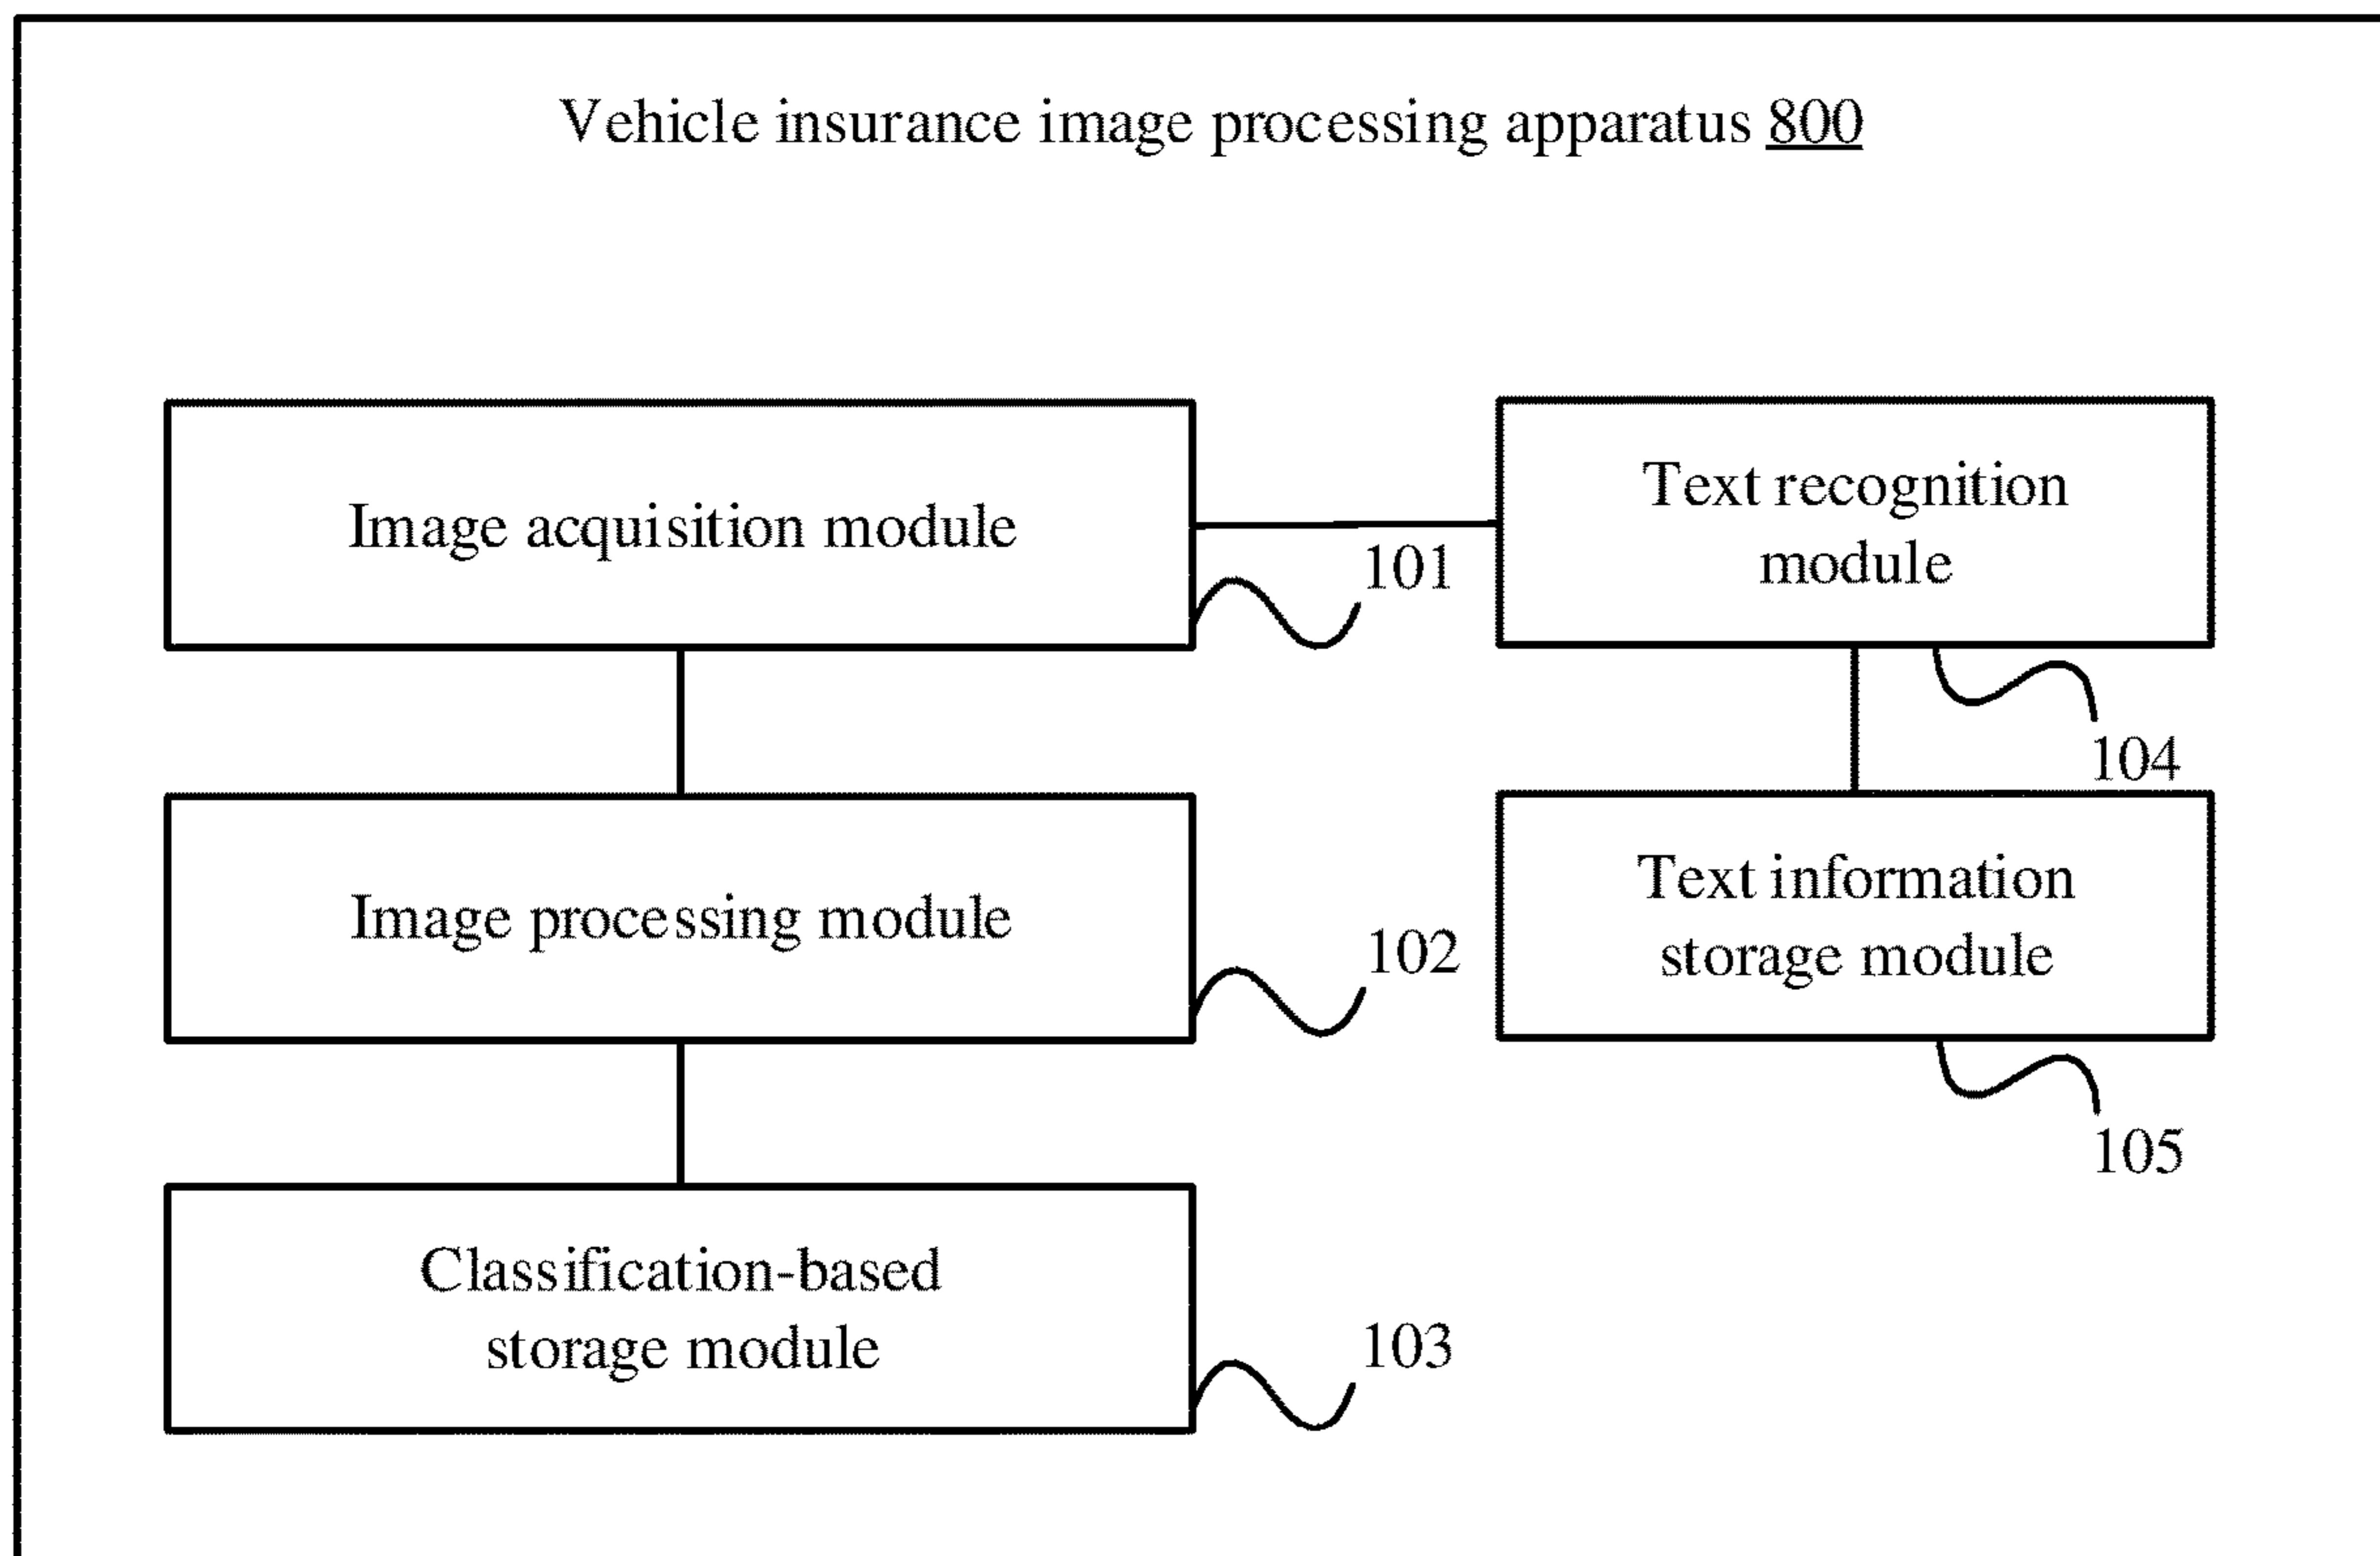 Vehicle insurance image processing apparatus 800
Image acquisition module
101
Text recognition
module
104
Image processing module
102
Text information
storage module
105
Classification-based
storage module
103